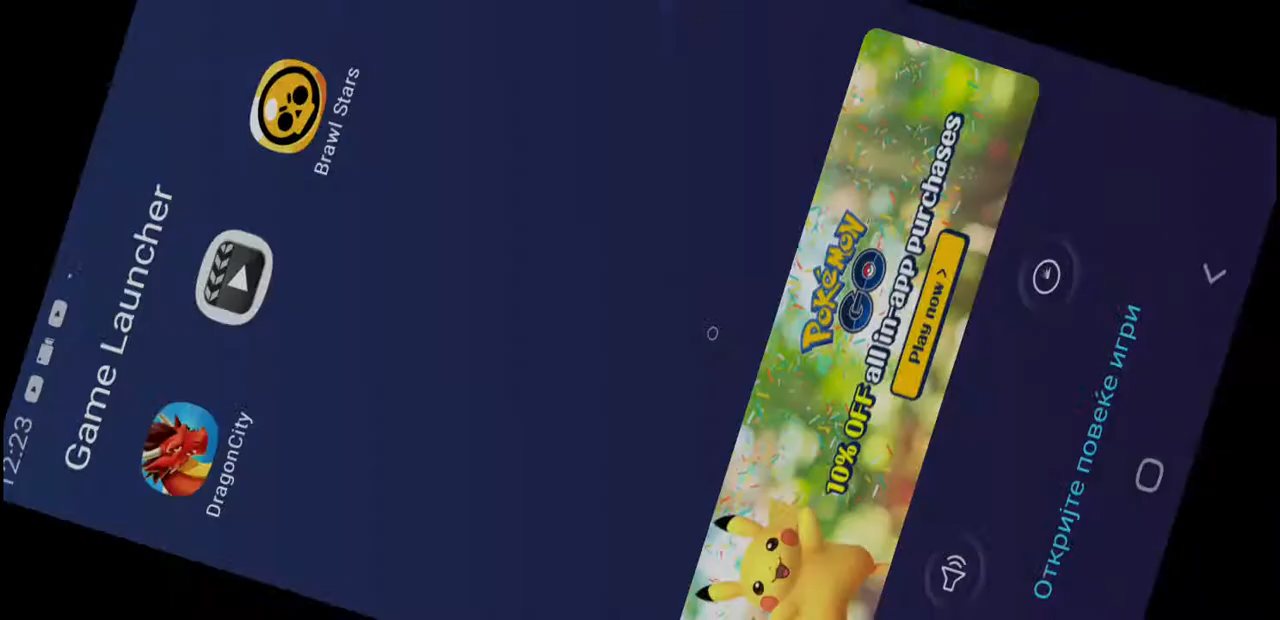 12:23
Game Launcher
DragonCity
Brawl Stars
Pokémon
GO
10% OFF all in-app purchases
Play now >
Откријте повеќе игри